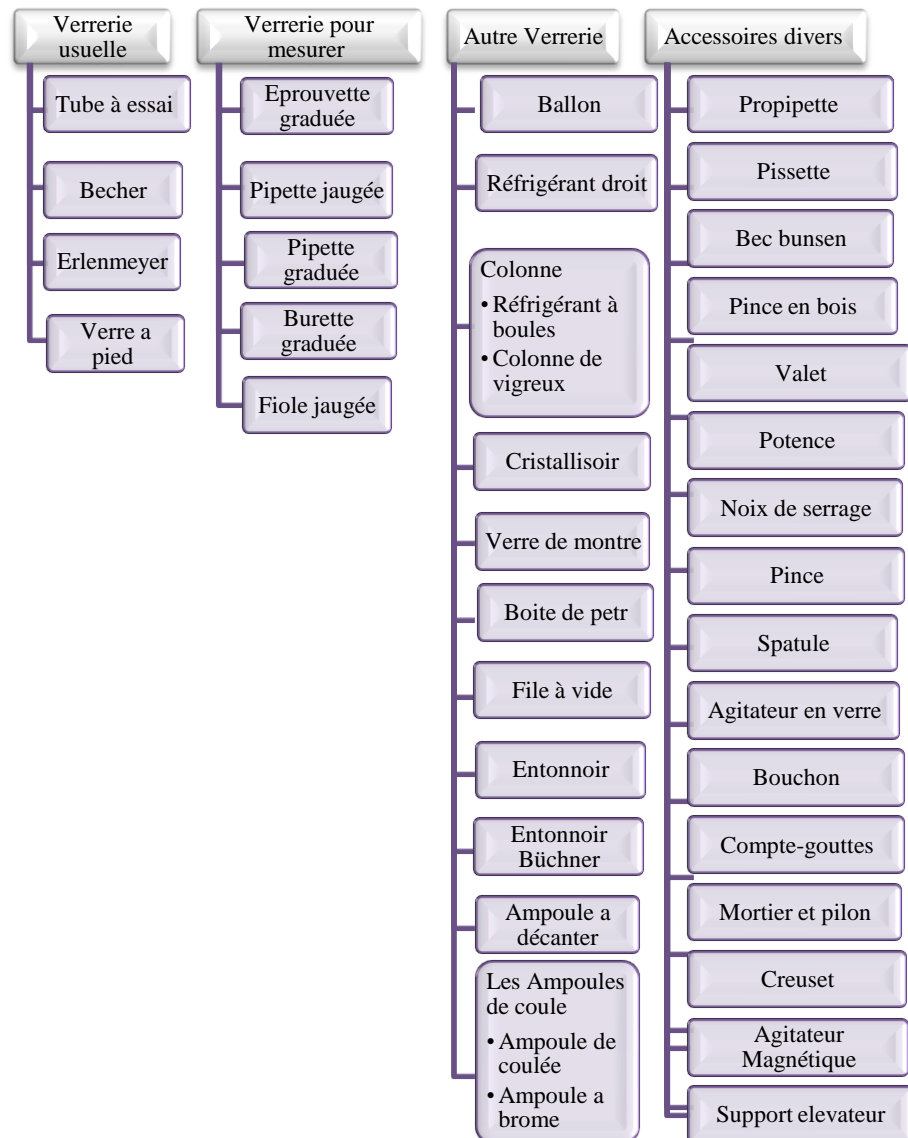 Verrerie
usuelle
Tube à essai
Becher
Erlenmeyer
Verre a
pied
Verrerie pour
mesurer
Eprouvette
graduée
Pipette jaugée
Pipette
graduée
Burette
graduée
Fiole jaugée
Autre Verrerie
Ballon
Réfrigérant droit
Colonne
• Réfrigérant à
boules
• Colonne de
vigreux
Cristallisoir
Verre de montre
Boite de petr
File à vide
Entonnoir
Entonnoir
Büchner
Ampoule a
décanter
Les Ampoules
de coule
• Ampoule de
coulée
• Ampoule a
brome
Accessoires divers
Propipette
Pissette
Bec bunsen
Pince en bois
Valet
Potence
Noix de serrage
Pince
Spatule
Agitateur en verre
Bouchon
Compte-gouttes
Mortier et pilon
Creuset
Agitateur
Magnétique
Support elevateur